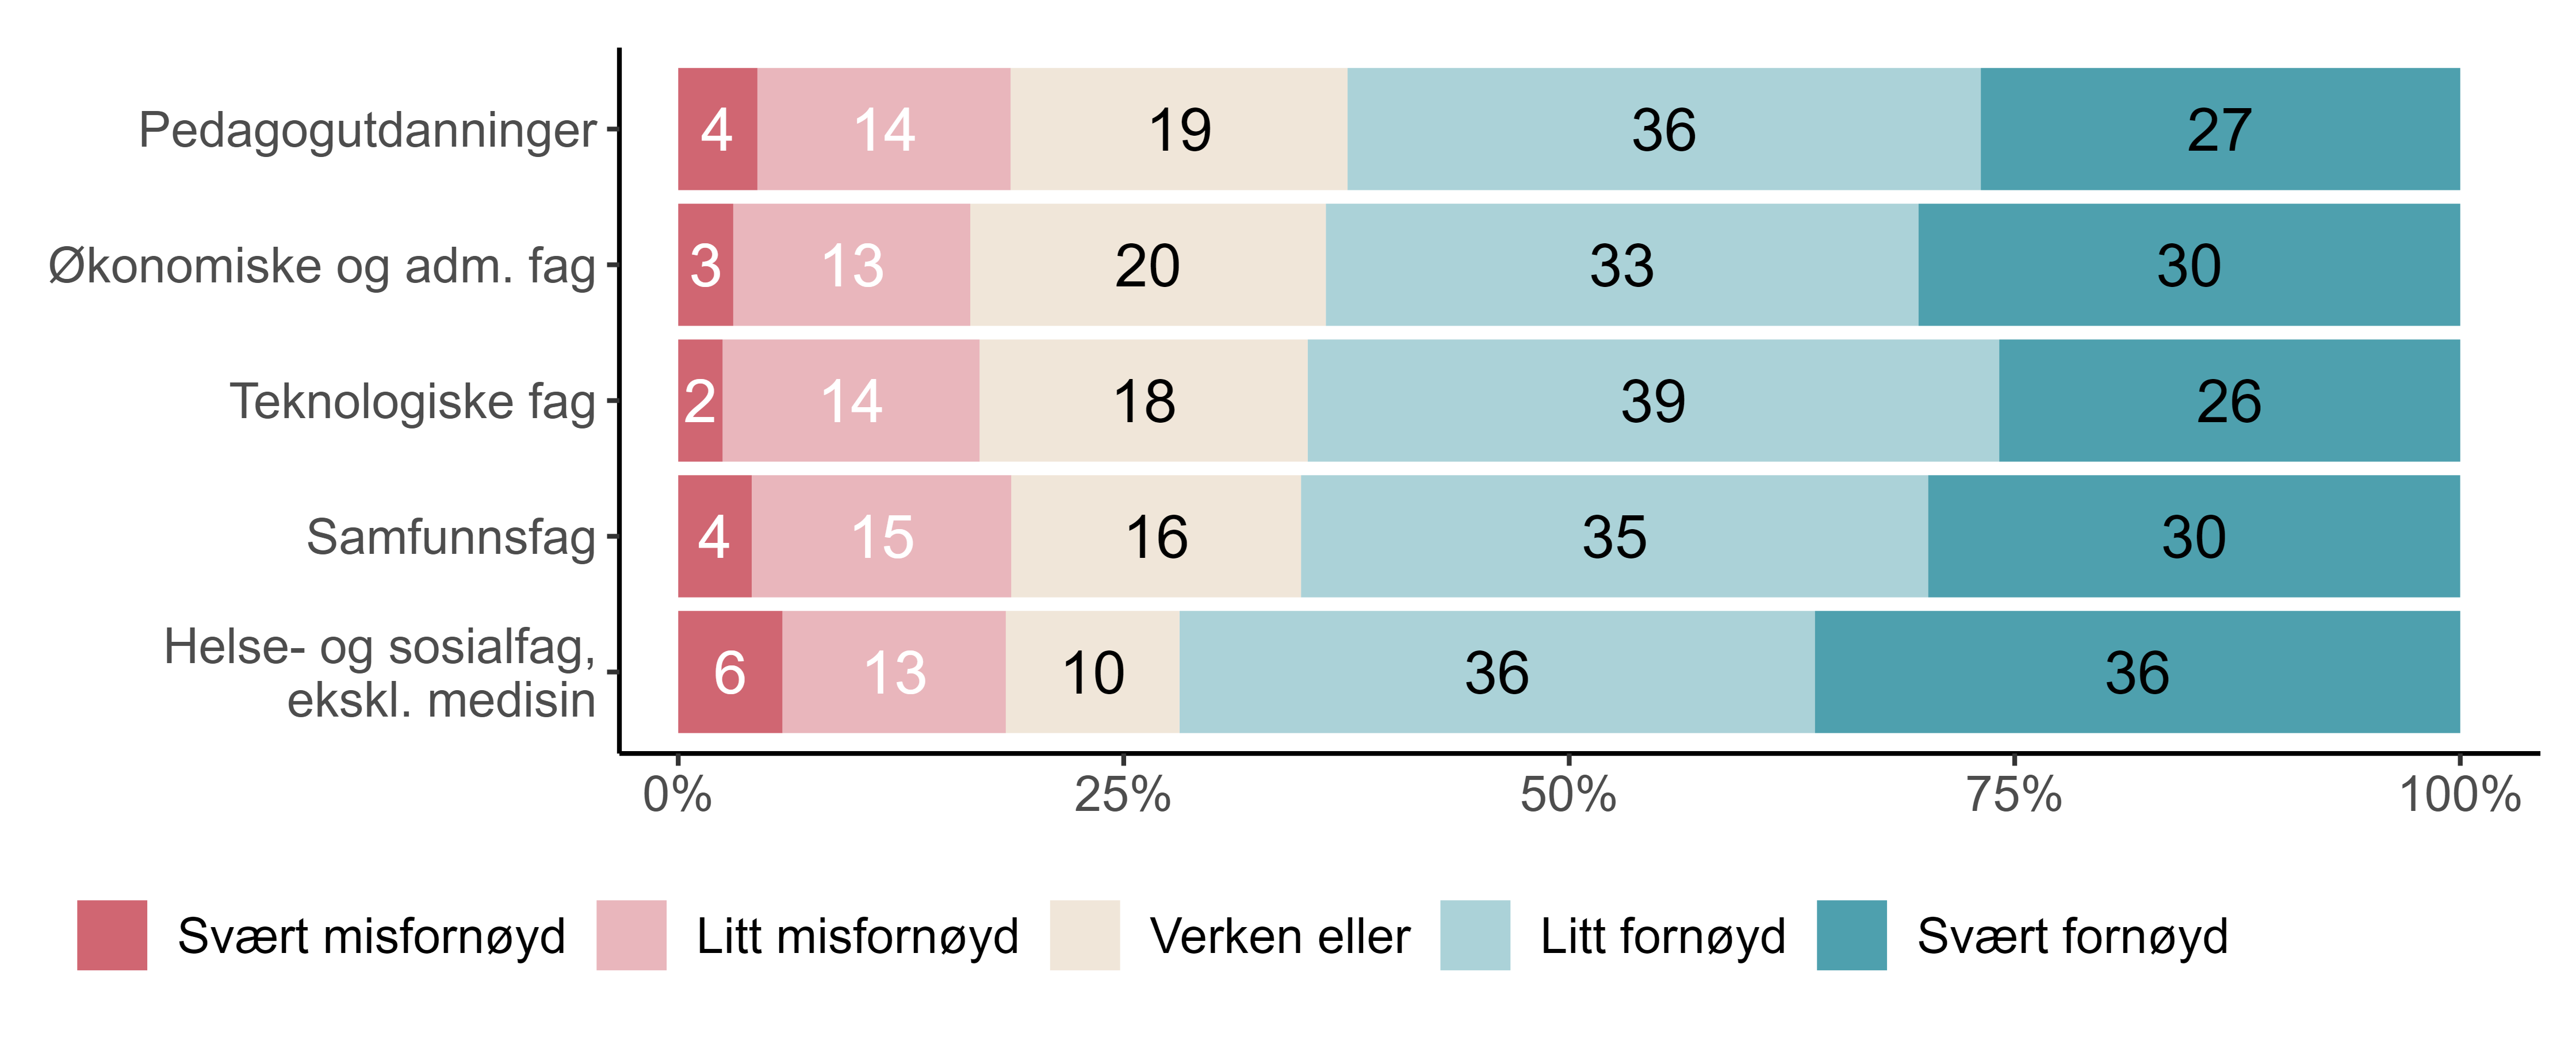 Pedagogutdanninger 4 14 19 36 27
Økonomiske og adm. fag 3 13 20 33 30
Teknologiske fag 2 14 18 39 26
Samfunnsfag 4 15 16 35 30
Helse- og sosialfag,
ekskl. medisin 6 13 10 36 36
0% 25% 50% 75% 100%
Svært misfornøyd Litt misfornøyd Verken eller Litt fornøyd Svært fornøyd